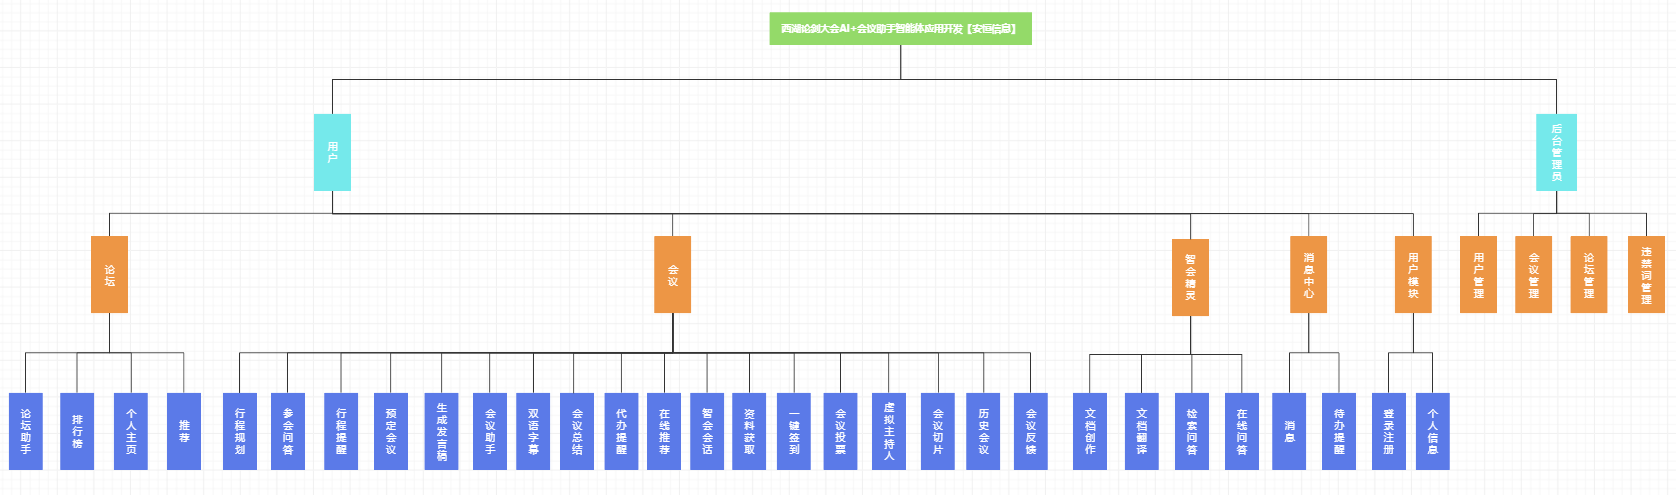 西湖论剑大会AI+会议助手智能体应用开发【安恒信息】
用户
后台管理员
论坛
会议
智会精灵
消息中心
用户模块
用户管理
会议管理
论坛管理
违禁词管理
论坛助手
排行榜
个人主页
推荐
行程规划
参会问答
行程提醒
预定会议
生成发言稿
会议助手
双语字幕
会议总结
代办提醒
在线推荐
智会会话
资料获取
一键签到
会议投票
虚拟主持人
会议切片
历史会议
会议反馈
文档创作
文档翻译
检索问答
在线问答
消息
待办提醒
登录注册
个人信息